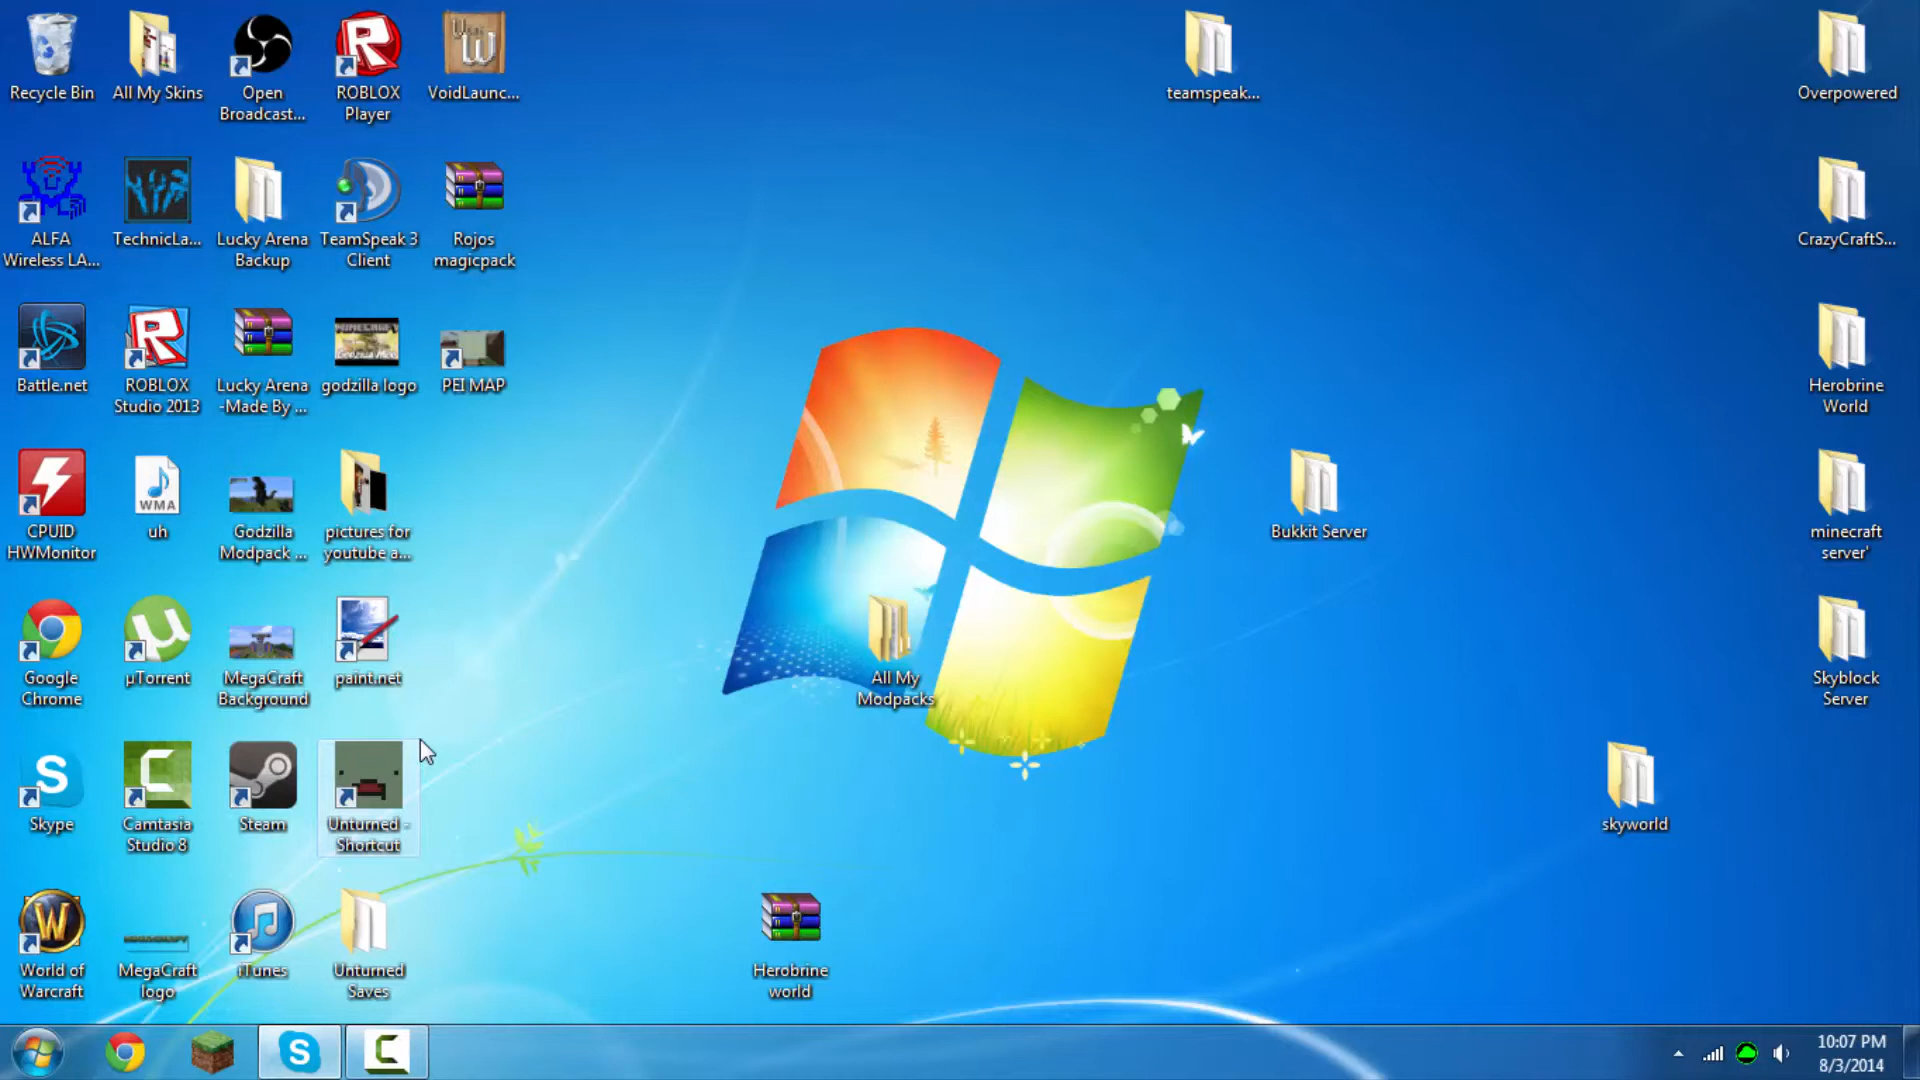 Recycle Bin
All My Skins
Open
Broadcast...
ROBLOX
Player
VoidLaunc...
teamspeak...
Overpowered
ALFA
Wireless LA...
TechnicLa...
Lucky Arena
Backup
TeamSpeak 3
Client
Rojos
magicpack
CrazyCraftS...
Battle.net
ROBLOX
Studio 2013
Lucky Arena
-Made By ...
godzilla logo
PEI MAP
Herobrine
World
CPUID
HWMonitor
WMA
uh
Godzilla
Modpack ...
pictures for
youtube a...
Bukkit Server
minecraft
server'
Google
Chrome
µTorrent
MegaCraft
Background
paint.net
All My
Modpacks
Skyblock
Server
Skype
Camtasia
Studio 8
Steam
Unturned -
Shortcut
skyworld
World of
Warcraft
MegaCraft
logo
iTunes
Unturned
Saves
Herobrine
world
10:07 PM
8/3/2014